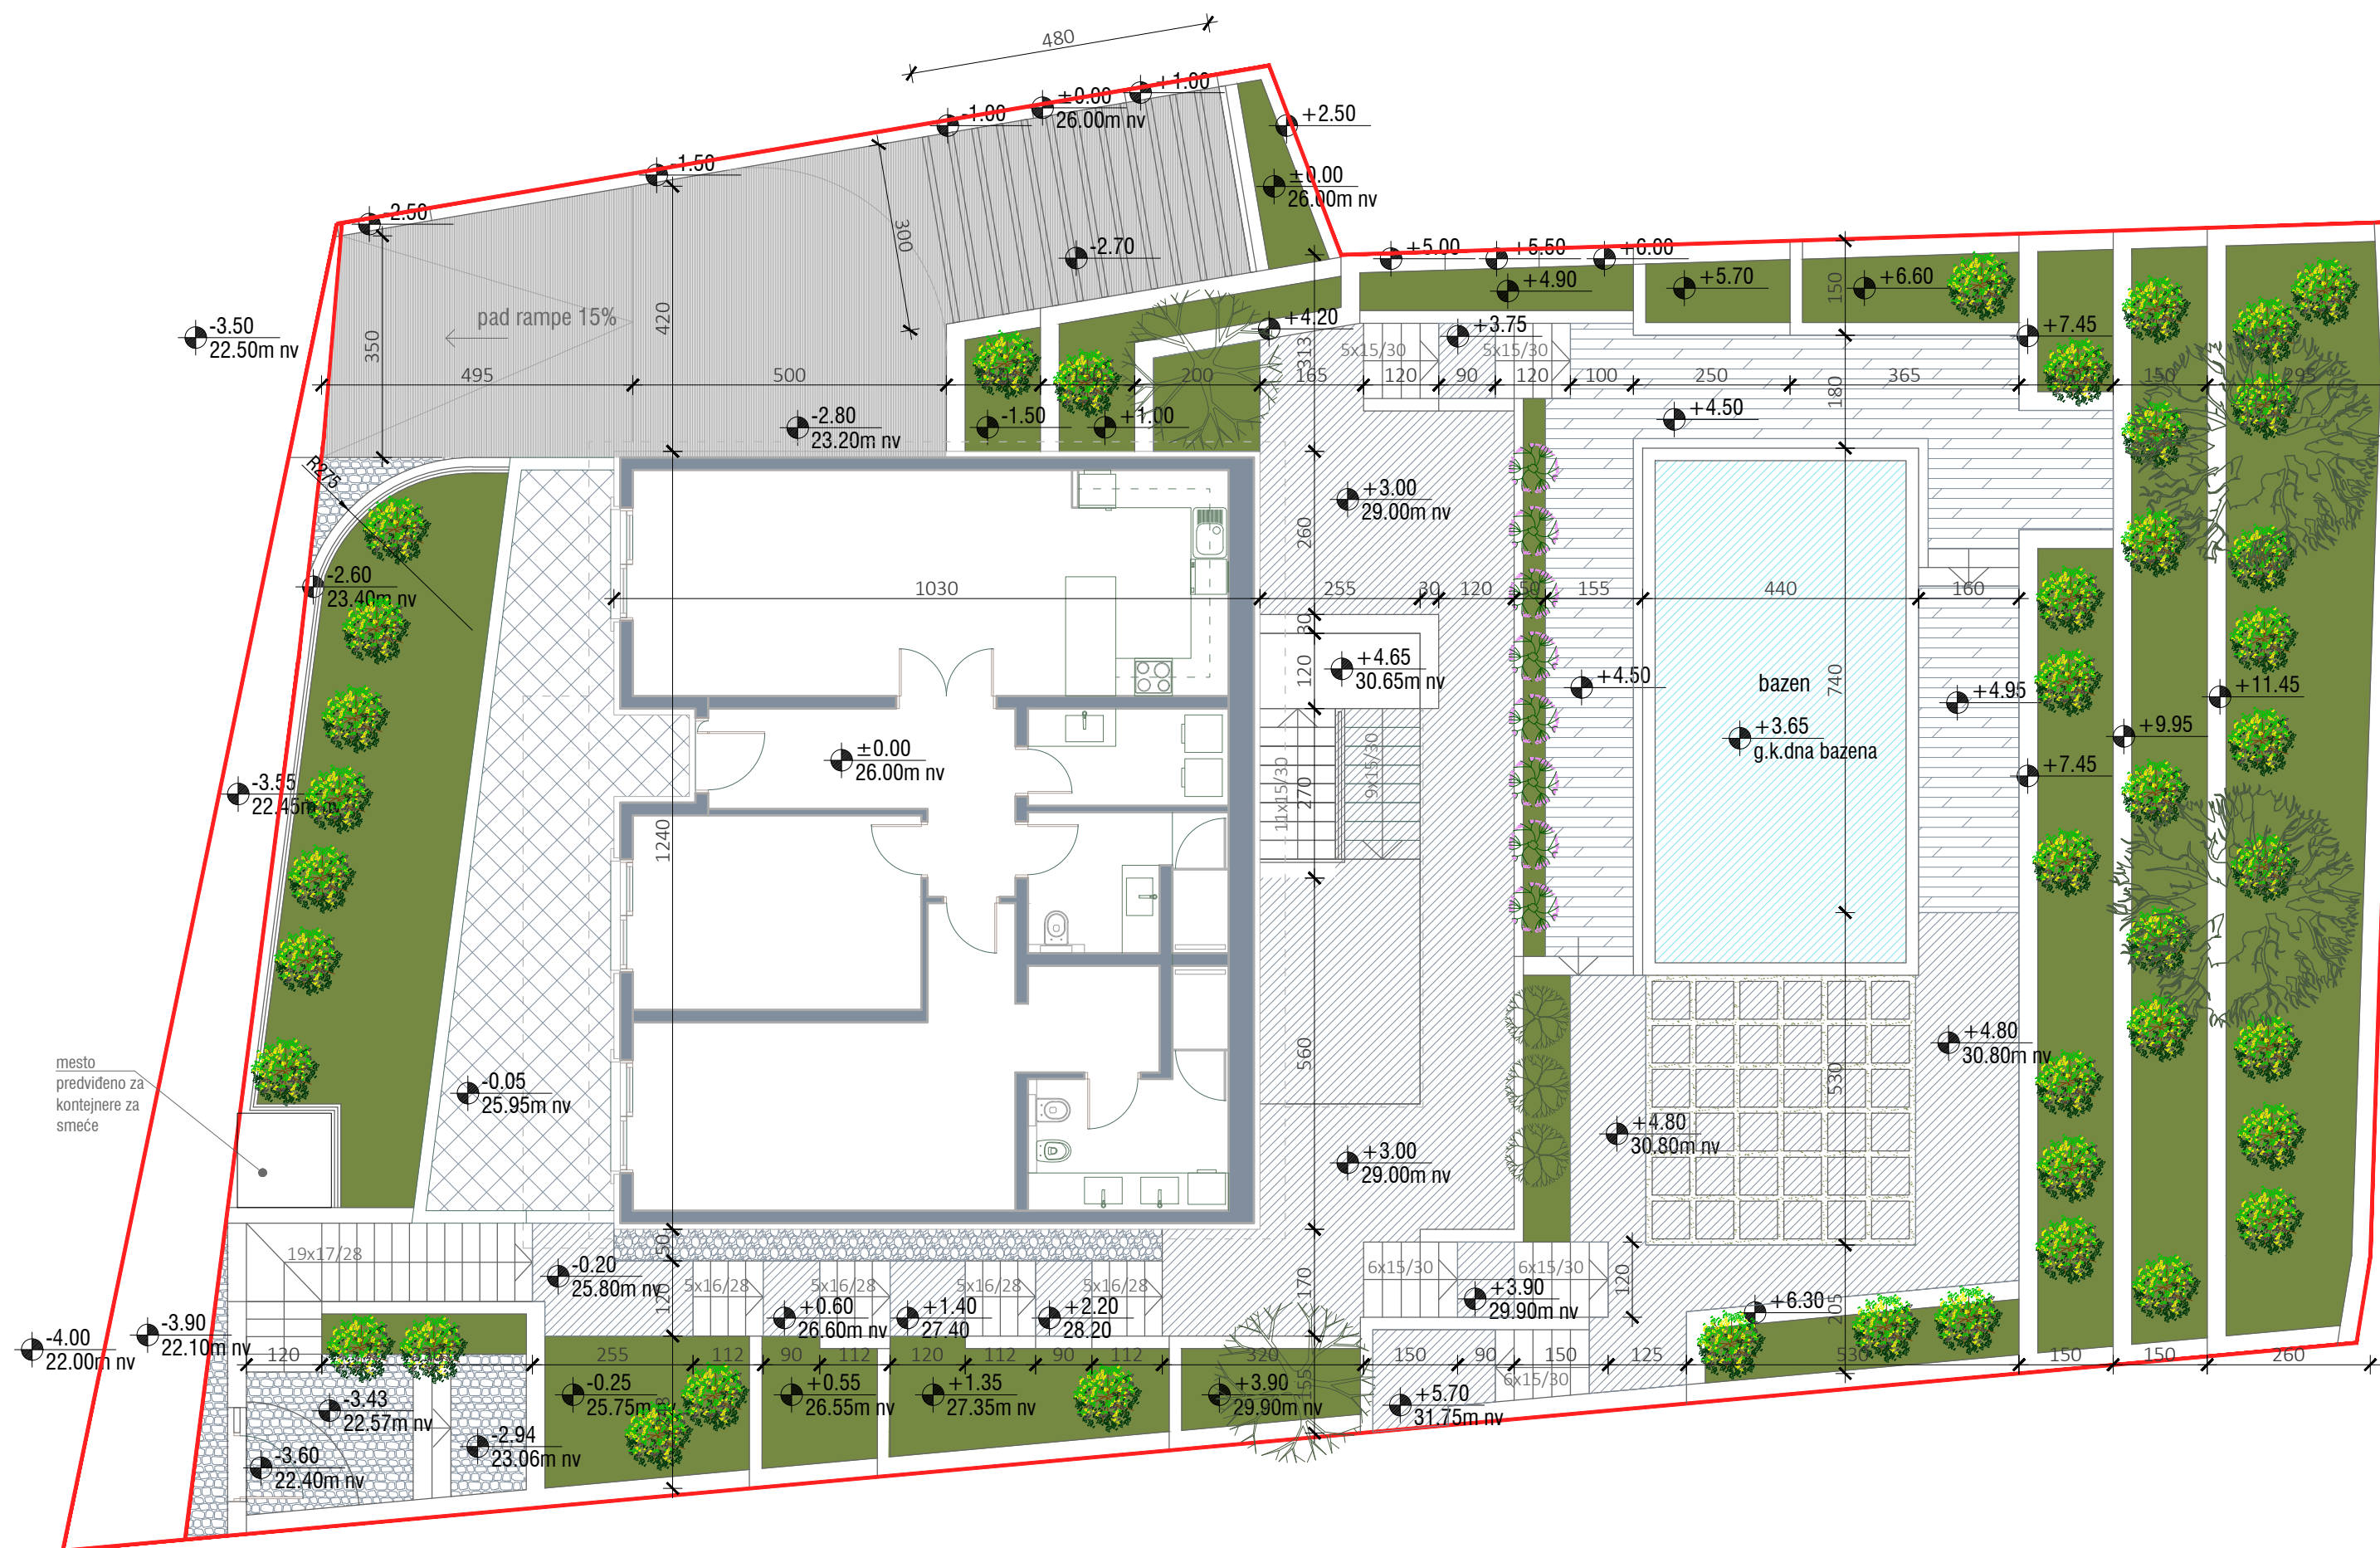 480
+1.00
±0.00
26.00m nv
-1.00
+2.50
-1.50
±0.00
26.00m nv
-2.50
300
-2.70
+5.00
+5.50
+6.00
+4.90
+5.70
+6.60
150
pad rampe 15%
420
350
-3.50
22.50m nv
+4.20
+3.75
+7.45
313
5x15/30
5x15/30
495
500
200
165
120
90
120
100
250
365
150
295
180
-2.80
23.20m nv
-1.50
+1.00
+4.50
R275
+3.00
29.00m nv
260
-2.60
23.40m nv
1030
255
30
120
50
155
440
160
30
120
+4.65
30.65m nv
+4.50
bazen
740
+4.95
+11.45
+3.65
g.k.dna bazena
+9.95
±0.00
26.00m nv
+7.45
-3.55
22.45m nv
11x15/30
270
9x15/30
1240
mesto
predviđeno za
kontejnere za
smeće
-0.05
25.95m nv
560
+4.80
30.80m nv
530
+4.80
30.80m nv
+3.00
29.00m nv
19x17/28
50
-0.20
25.80m nv
120
5x16/28
5x16/28
5x16/28
5x16/28
170
6x15/30
6x15/30
120
+3.90
29.90m nv
+0.60
26.60m nv
+1.40
27.40
+2.20
28.20
+6.30
205
-3.90
22.10m nv
-4.00
22.00m nv
120
255
112
90
112
120
112
90
112
320
150
90
150
125
530
150
150
260
-0.25
25.75m nv
+0.55
26.55m nv
+1.35
27.35m nv
+3.90
29.90m nv
155
6x15/30
+5.70
31.75m nv
-3.43
22.57m nv
-2.94
23.06m nv
-3.60
22.40m nv